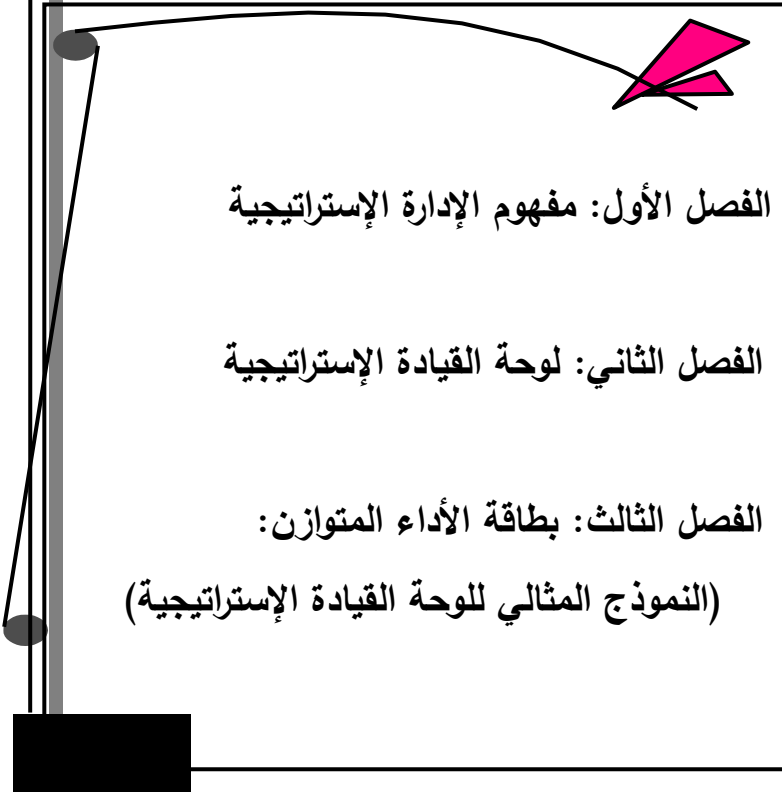 الفصل الأول: مفهوم الإدارة الإستراتيجية
الفصل الثاني: لوحة القيادة الإستراتيجية
الفصل الثالث: بطاقة الأداء المتوازن:
(النموذج المثالي للوحة القيادة الإستراتيجية)